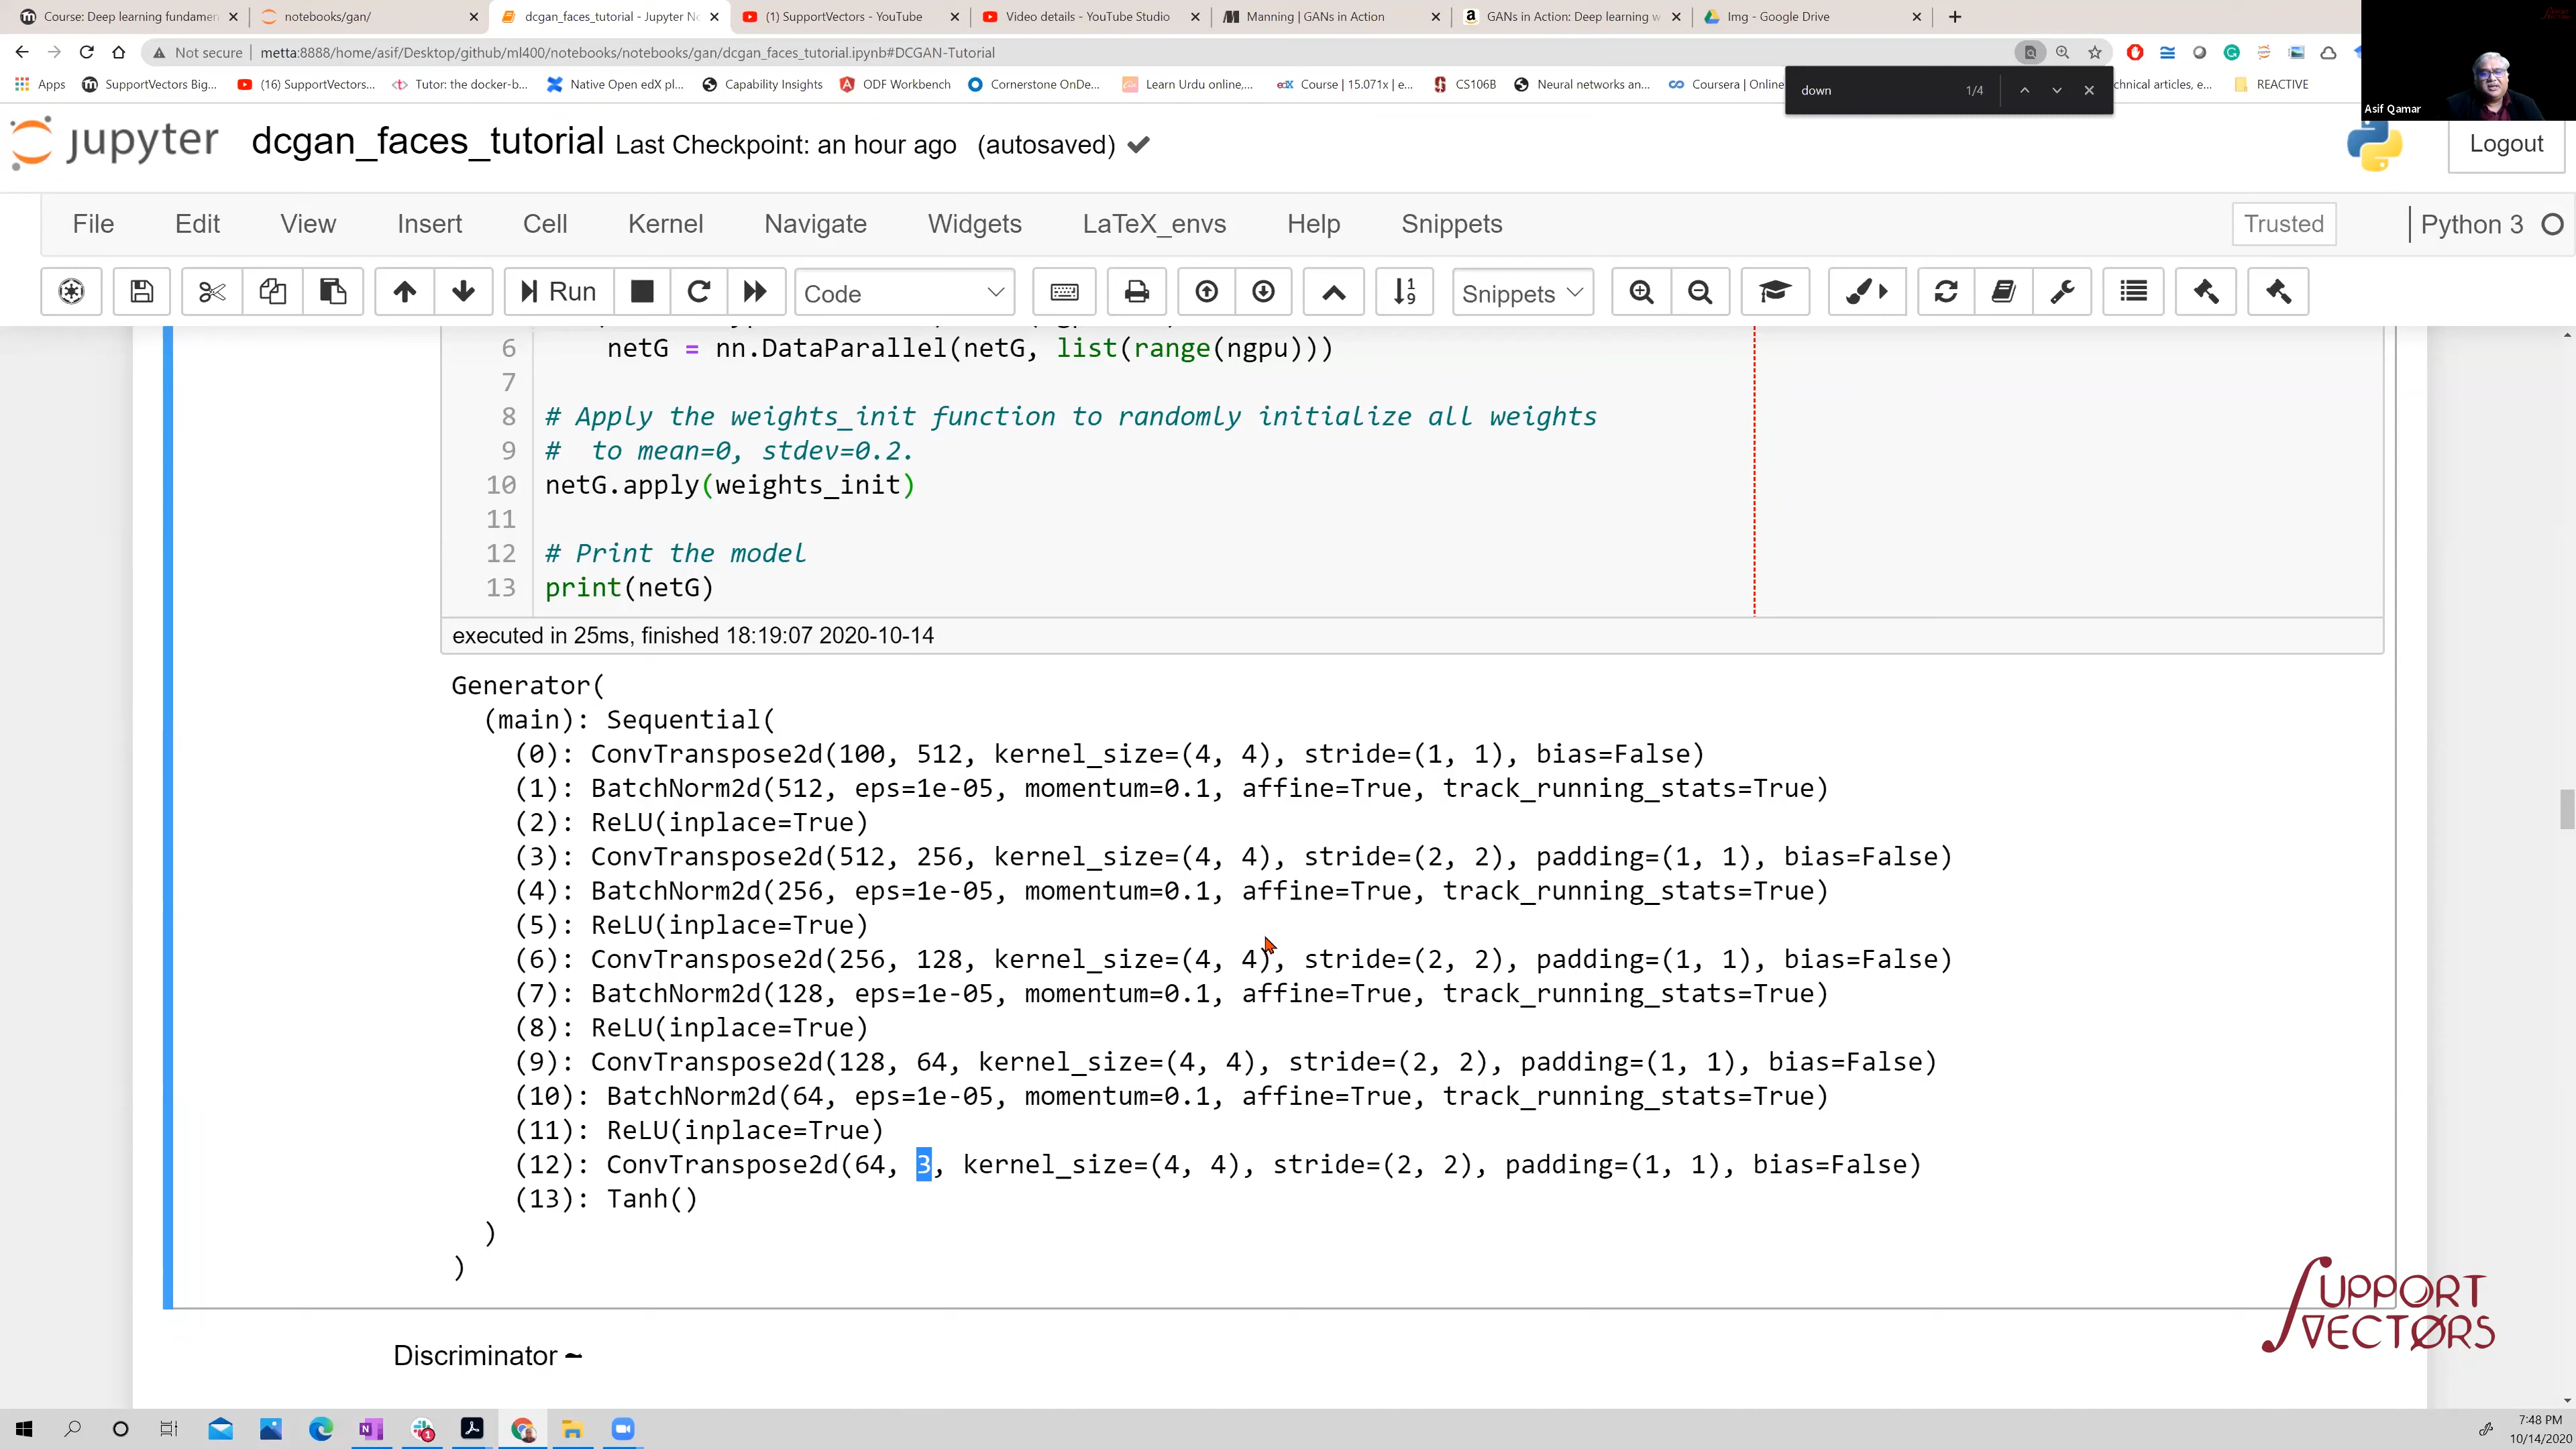 Course: Deep learning fundamen
notebooks/gan/
dcgan_faces_tutorial - Jupyter No
(1) SupportVectors - YouTube
Video details - YouTube Studio
Manning | GANs in Action
GANs in Action: Deep learning w
Img - Google Drive
Not secure | metta:8888/home/asif/Desktop/github/ml400/notebooks/notebooks/gan/dcgan_faces_tutorial.ipynb#DCGAN-Tutorial
Apps SupportVectors Big... (16) SupportVectors... Tutor: the docker-b... Native Open edX pl... Capability Insights ODF Workbench Cornerstone OnDe... Learn Urdu online,... Course | 15.071x | e... CS106B Neural networks an... Coursera | Online chnical articles, e... REACTIVE
down 1/4
Asif Qamar
jupyter dcgan_faces_tutorial Last Checkpoint: an hour ago (autosaved)
Logout
File Edit View Insert Cell Kernel Navigate Widgets LaTeX_envs Help Snippets Trusted | Python 3
Run Code Snippets
6 netG = nn.DataParallel(netG, list(range(ngpu)))
7
8 # Apply the weights_init function to randomly initialize all weights
9 #  to mean=0, stdev=0.2.
10 netG.apply(weights_init)
11
12 # Print the model
13 print(netG)
executed in 25ms, finished 18:19:07 2020-10-14
Generator(
(main): Sequential(
(0): ConvTranspose2d(100, 512, kernel_size=(4, 4), stride=(1, 1), bias=False)
(1): BatchNorm2d(512, eps=1e-05, momentum=0.1, affine=True, track_running_stats=True)
(2): ReLU(inplace=True)
(3): ConvTranspose2d(512, 256, kernel_size=(4, 4), stride=(2, 2), padding=(1, 1), bias=False)
(4): BatchNorm2d(256, eps=1e-05, momentum=0.1, affine=True, track_running_stats=True)
(5): ReLU(inplace=True)
(6): ConvTranspose2d(256, 128, kernel_size=(4, 4), stride=(2, 2), padding=(1, 1), bias=False)
(7): BatchNorm2d(128, eps=1e-05, momentum=0.1, affine=True, track_running_stats=True)
(8): ReLU(inplace=True)
(9): ConvTranspose2d(128, 64, kernel_size=(4, 4), stride=(2, 2), padding=(1, 1), bias=False)
(10): BatchNorm2d(64, eps=1e-05, momentum=0.1, affine=True, track_running_stats=True)
(11): ReLU(inplace=True)
(12): ConvTranspose2d(64, 3, kernel_size=(4, 4), stride=(2, 2), padding=(1, 1), bias=False)
(13): Tanh()
)
)
Discriminator
SUPPORT
VECTORS
7:48 PM
10/14/2020